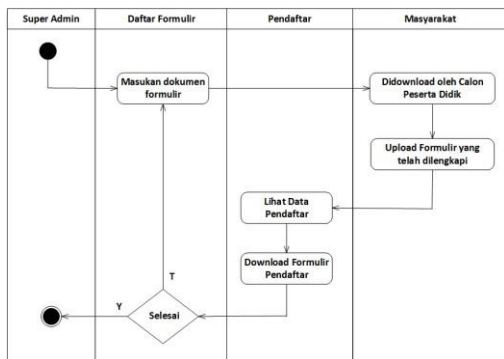 Super Admin
Daftar Formulir
Pendaftar
Masyarakat
Masukan dokumen
formulir
Didownload oleh Calon
Peserta Didik
Upload Formulir yang
telah dilengkapi
Lihat Data
Pendaftar
Download Formulir
Pendaftar
T
Y
Selesai